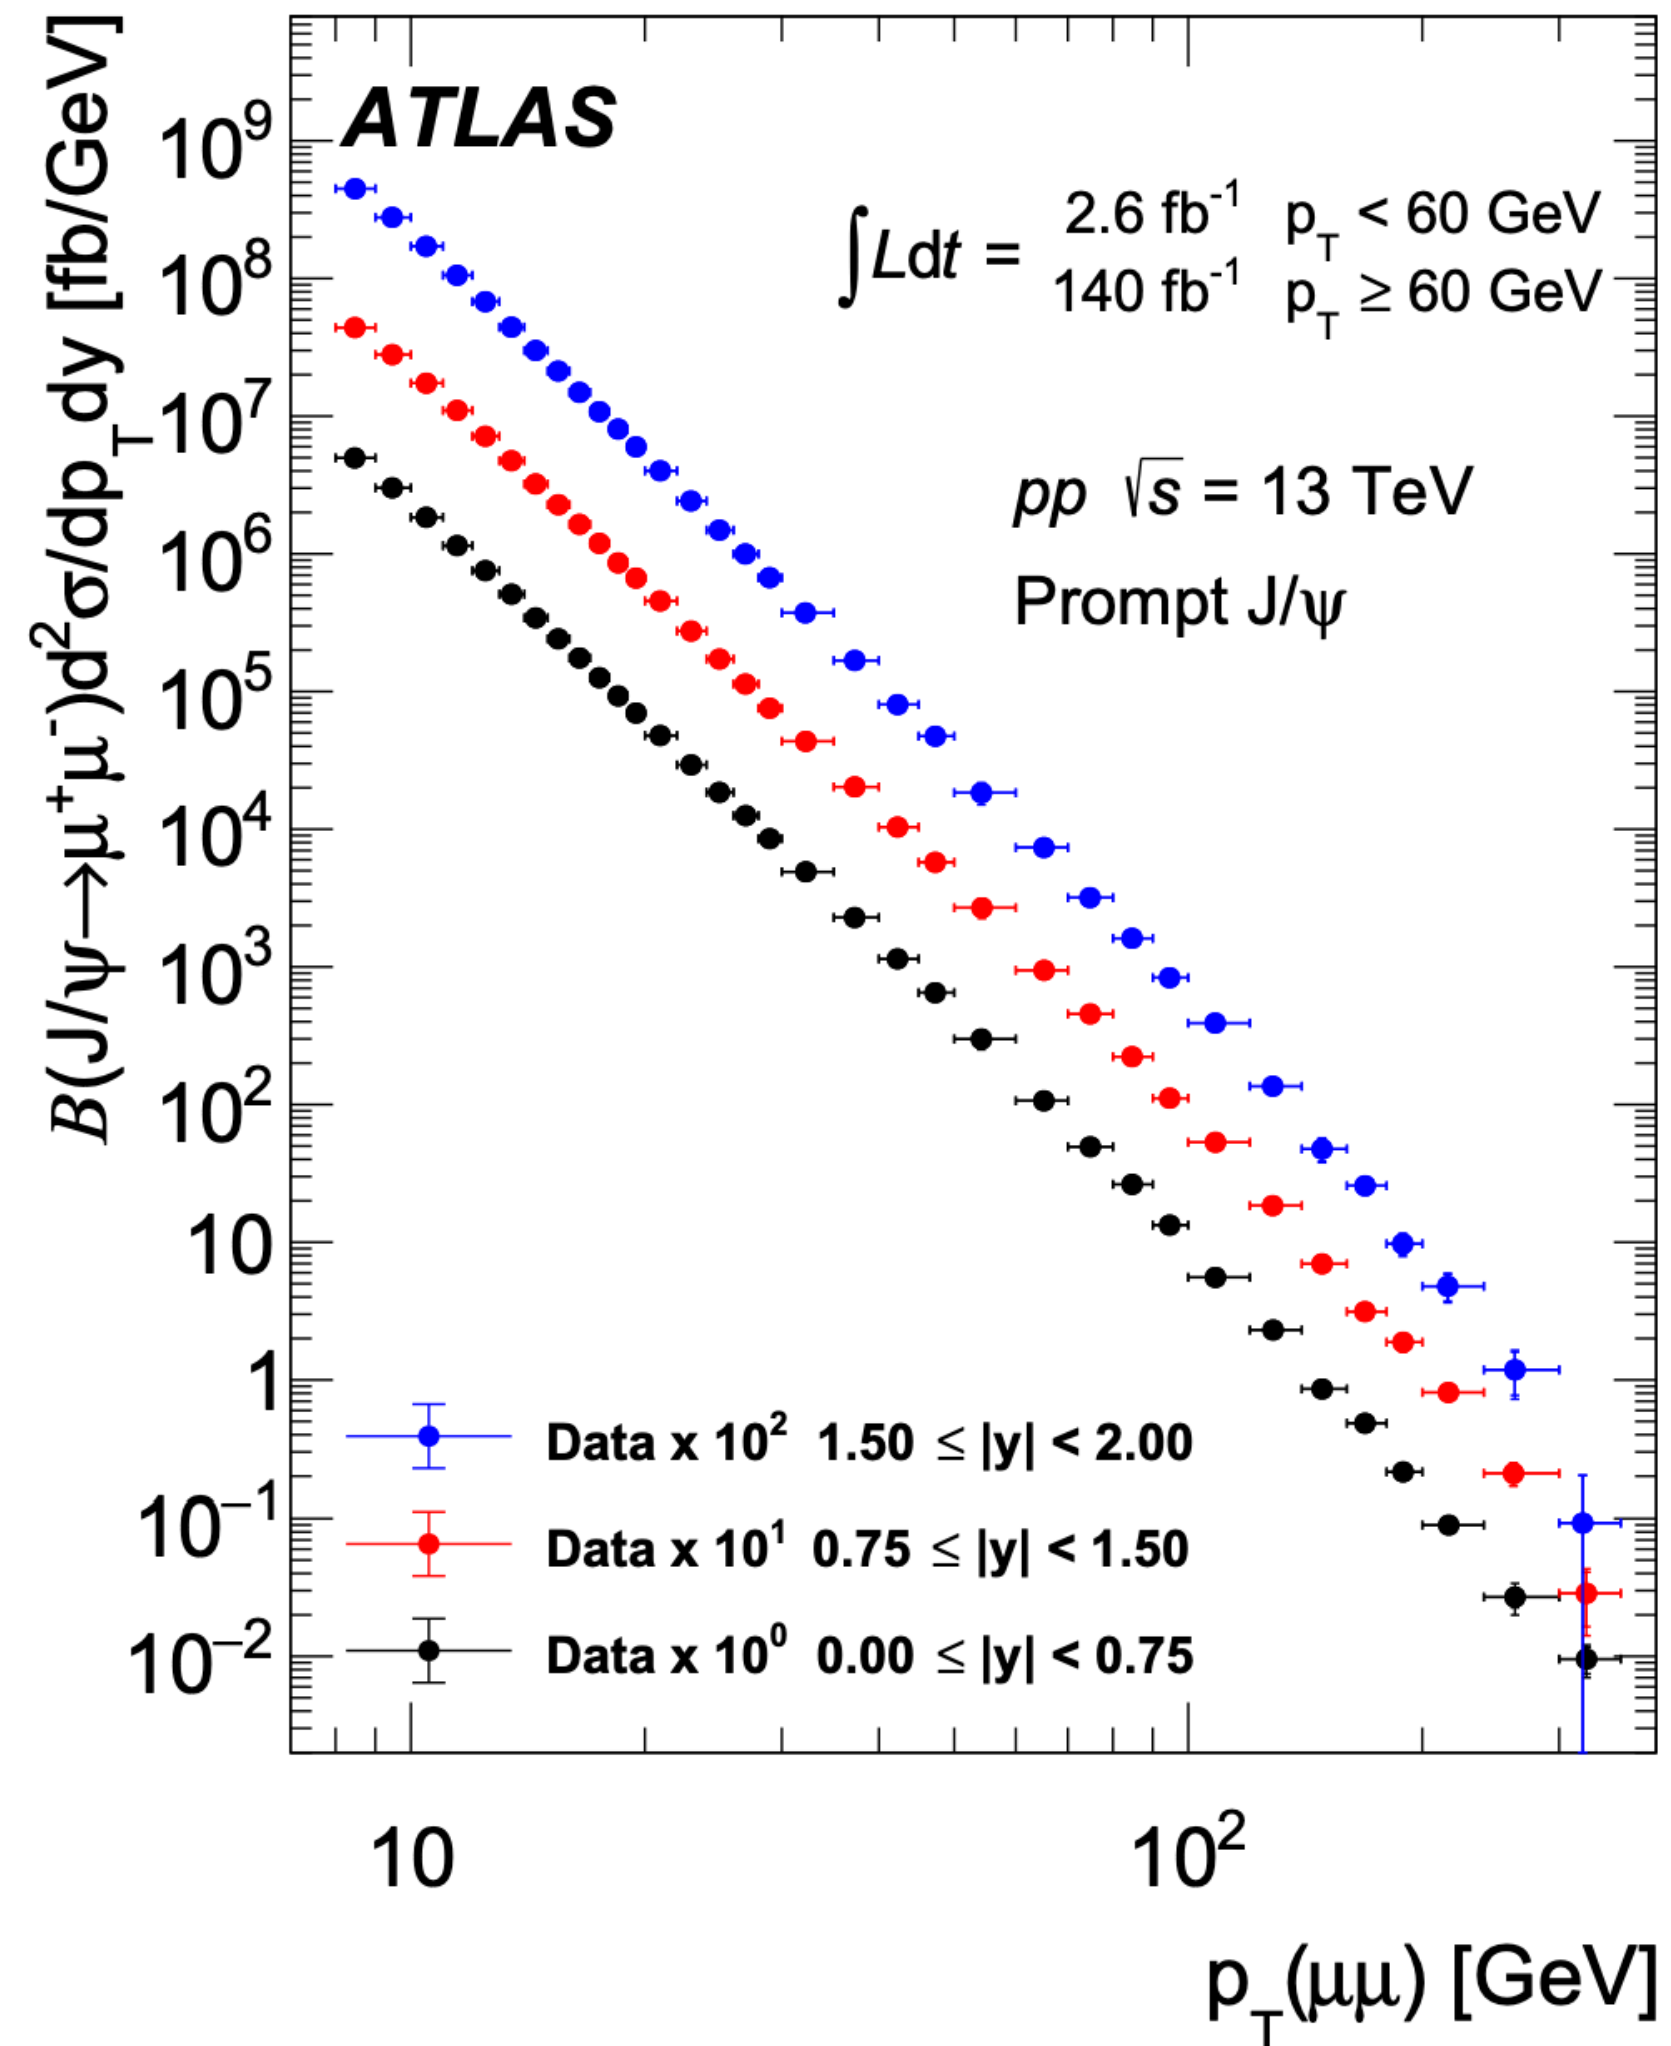 B(J/ψ→μ⁺μ⁻)d²σ/dp_T dy [fb/GeV]
ATLAS
∫Ldt = 2.6 fb⁻¹ p_T < 60 GeV
140 fb⁻¹ p_T ≥ 60 GeV
pp √s = 13 TeV
Prompt J/ψ
10⁹
10⁸
10⁷
10⁶
10⁵
10⁴
10³
10²
10
1
10⁻¹
10⁻²
Data x 10² 1.50 ≤ |y| < 2.00
Data x 10¹ 0.75 ≤ |y| < 1.50
Data x 10⁰ 0.00 ≤ |y| < 0.75
10 10²
p_T(μμ) [GeV]